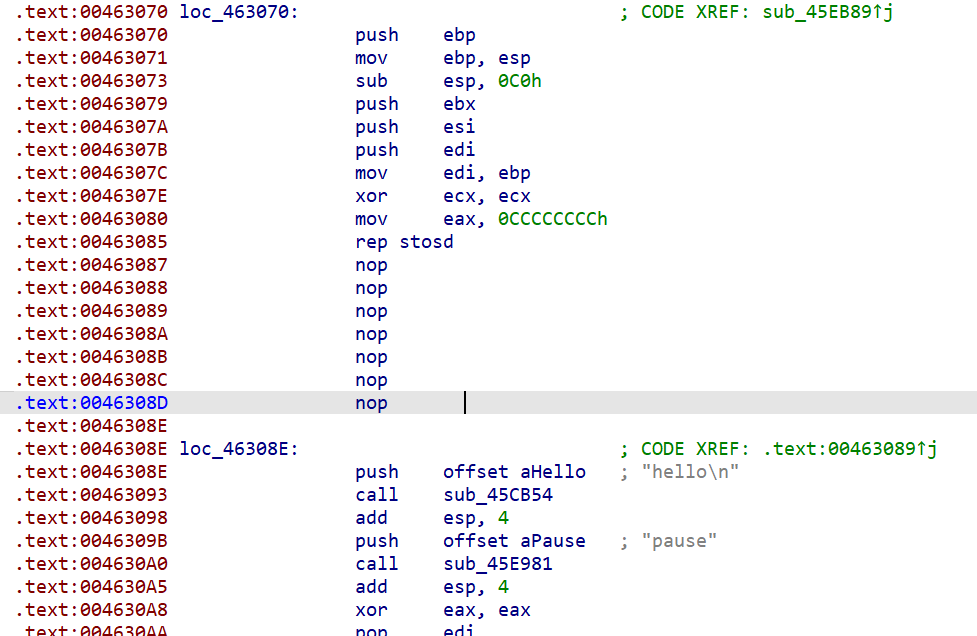 .text:00463070 loc_463070: ; CODE XREF: sub_45EB89↑j
.text:00463070 push ebp
.text:00463071 mov ebp, esp
.text:00463073 sub esp, 0C0h
.text:00463079 push ebx
.text:0046307A push esi
.text:0046307B push edi
.text:0046307C mov edi, ebp
.text:0046307E xor ecx, ecx
.text:00463080 mov eax, 0CCCCCCCCh
.text:00463085 rep stosd
.text:00463087 nop
.text:00463088 nop
.text:00463089 nop
.text:0046308A nop
.text:0046308B nop
.text:0046308C nop
.text:0046308D nop
.text:0046308E
.text:0046308E loc_46308E: ; CODE XREF: .text:00463089↑j
.text:0046308E push offset aHello ; "hello\n"
.text:00463093 call sub_45CB54
.text:00463098 add esp, 4
.text:0046309B push offset aPause ; "pause"
.text:004630A0 call sub_45E981
.text:004630A5 add esp, 4
.text:004630A8 xor eax, eax
.text:004630AA pop edi